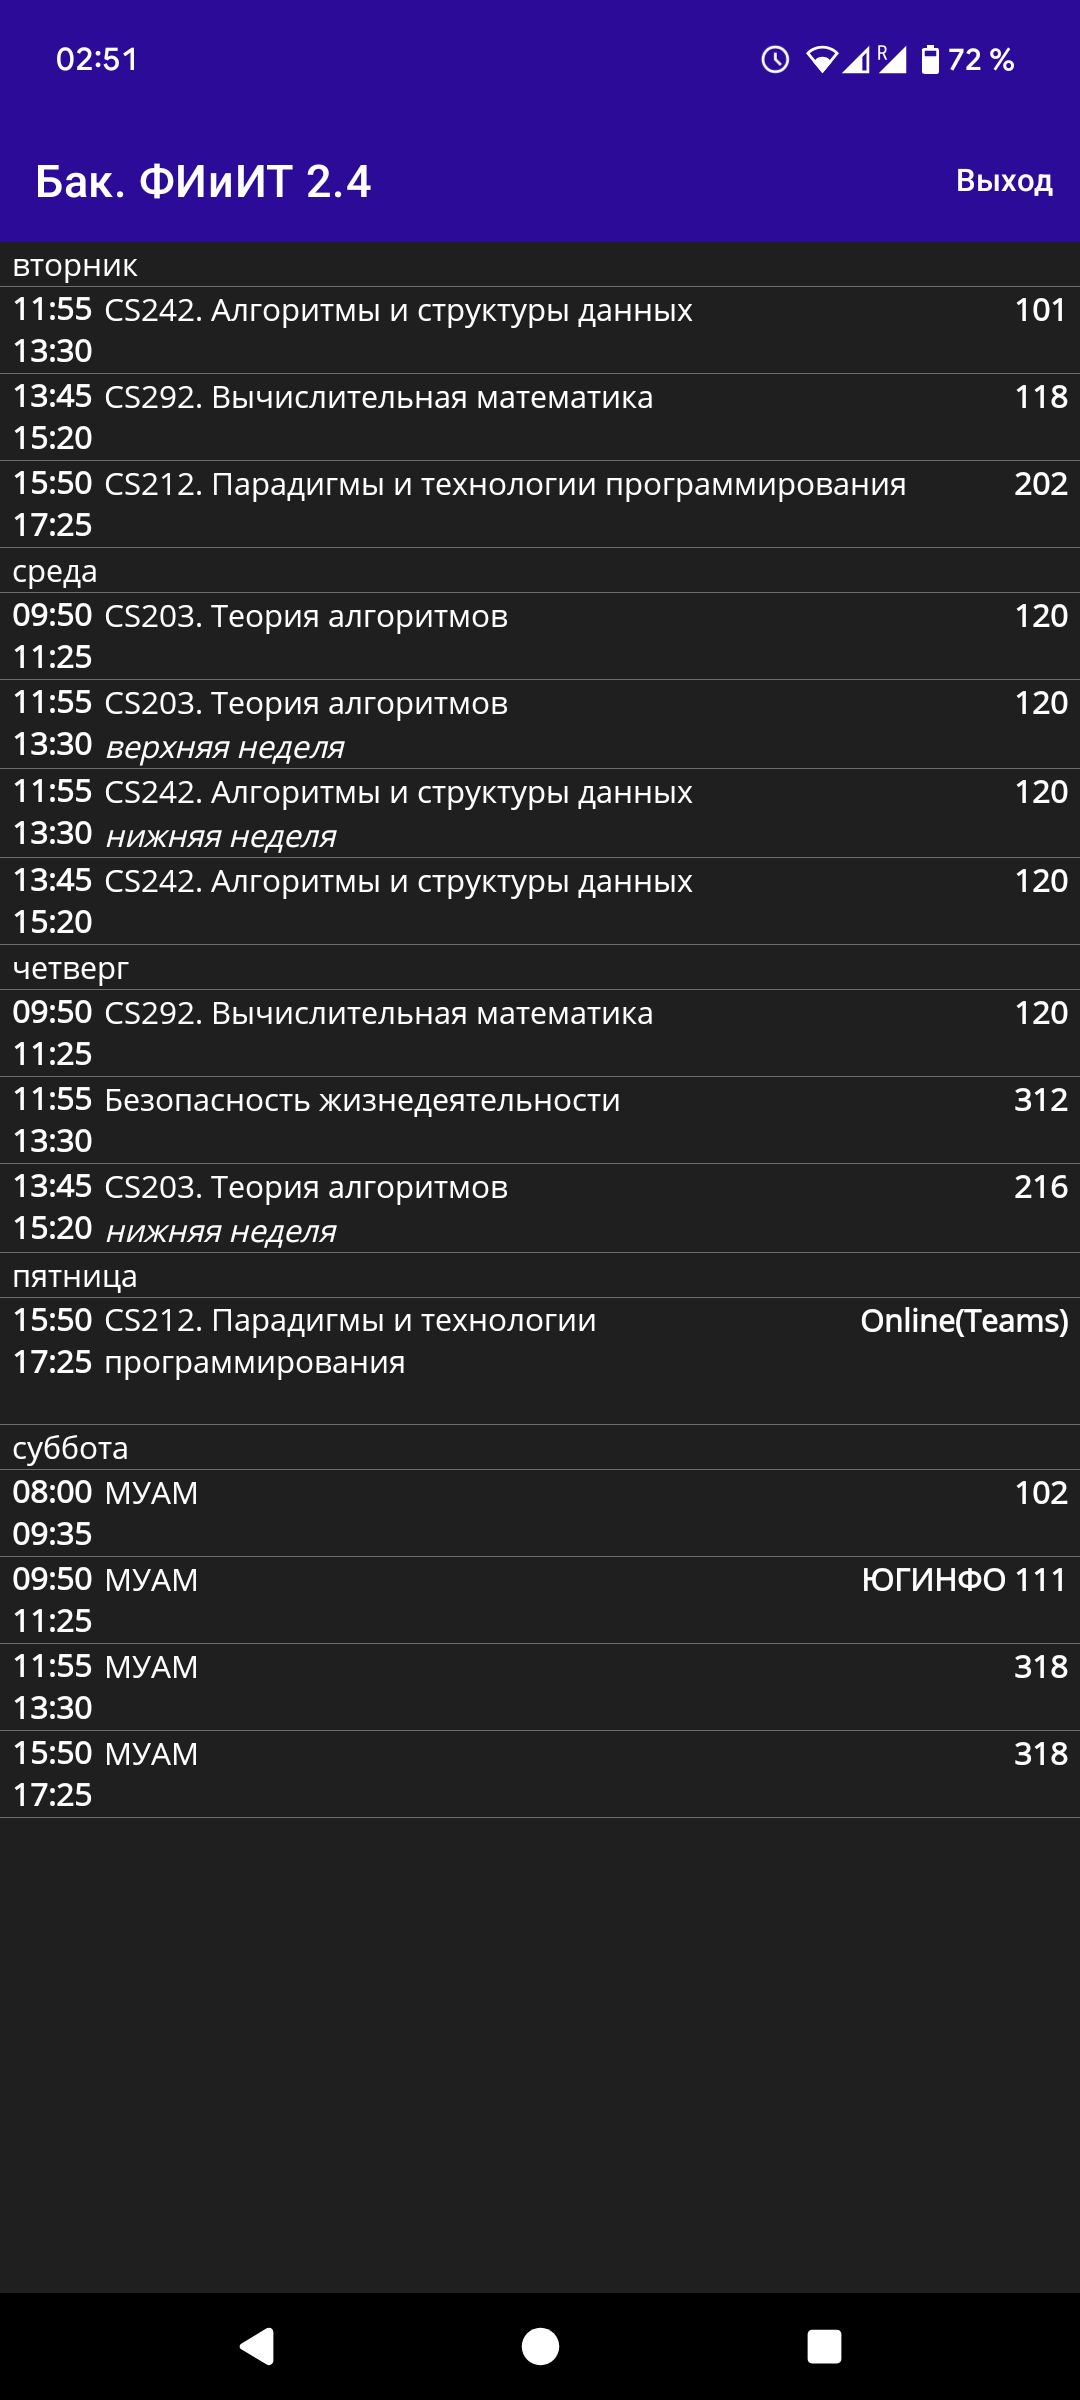 02:51
R
72 %
Бак. ФИиИТ 2.4
Выход
вторник
11:55 CS242. Алгоритмы и структуры данных 101
13:30
13:45 CS292. Вычислительная математика 118
15:20
15:50 CS212. Парадигмы и технологии программирования 202
17:25
среда
09:50 CS203. Теория алгоритмов 120
11:25
11:55 CS203. Теория алгоритмов 120
13:30 верхняя неделя
11:55 CS242. Алгоритмы и структуры данных 120
13:30 нижняя неделя
13:45 CS242. Алгоритмы и структуры данных 120
15:20
четверг
09:50 CS292. Вычислительная математика 120
11:25
11:55 Безопасность жизнедеятельности 312
13:30
13:45 CS203. Теория алгоритмов 216
15:20 нижняя неделя
пятница
15:50 CS212. Парадигмы и технологии Online(Teams)
17:25 программирования
суббота
08:00 МУАМ 102
09:35
09:50 МУАМ ЮГИНФО 111
11:25
11:55 МУАМ 318
13:30
15:50 МУАМ 318
17:25